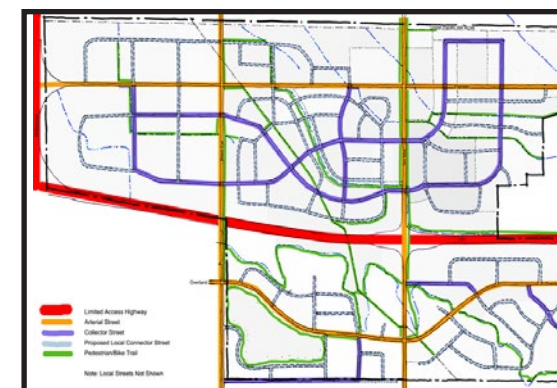 Overland
Limited Access Highway
Arterial Street
Collector Street
Proposed Local Connector Street
Pedestrian/Bike Trail
Note: Local Streets Not Shown